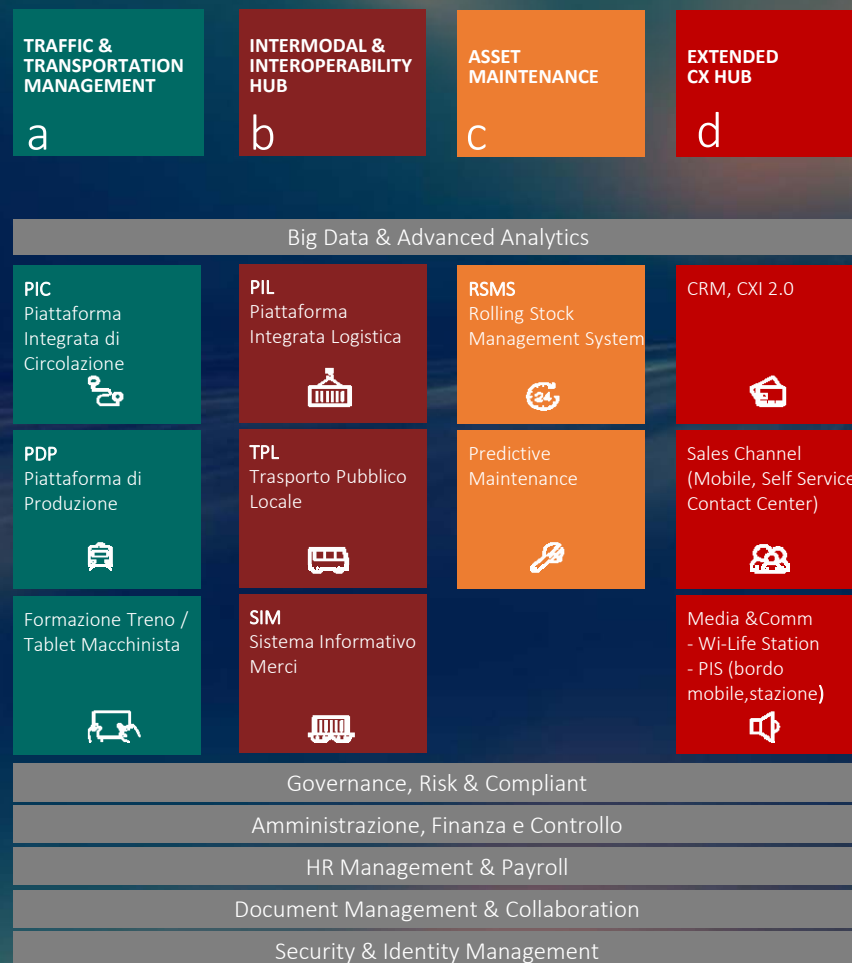 TRAFFIC &
TRANSPORTATION
MANAGEMENT
a
INTERMODAL &
INTEROPERABILITY
HUB
b
ASSET
MAINTENANCE
c
EXTENDED
CX HUB
d
Big Data & Advanced Analytics
PIC
Piattaforma
Integrata di
Circolazione
PIL
Piattaforma
Integrata Logistica
RSMS
Rolling Stock
Management System
24
CRM, CXI 2.0
PDP
Piattaforma di
Produzione
TPL
Trasporto Pubblico
Locale
Predictive
Maintenance
Sales Channel
(Mobile, Self Service
Contact Center)
Formazione Treno /
Tablet Macchinista
SIM
Sistema Informativo
Merci
Media &Comm
- Wi-Life Station
- PIS (bordo
mobile,stazione)
Governance, Risk & Compliant
Amministrazione, Finanza e Controllo
HR Management & Payroll
Document Management & Collaboration
Security & Identity Management